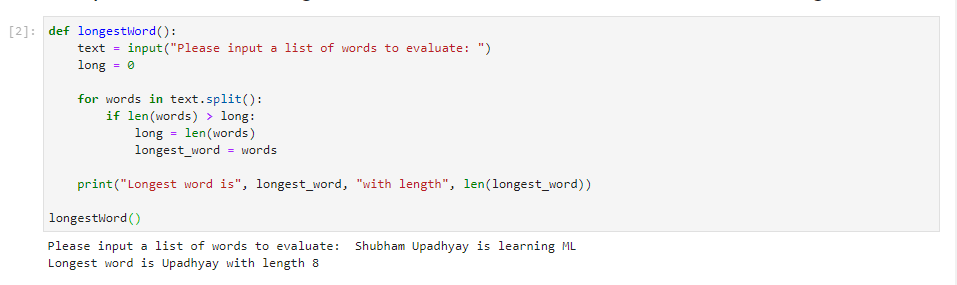 [2]: def longestWord():
text = input("Please input a list of words to evaluate: ")
long = 0
for words in text.split():
if len(words) > long:
long = len(words)
longest_word = words
print("Longest word is", longest_word, "with length", len(longest_word))
longestWord()
Please input a list of words to evaluate:  Shubham Upadhyay is learning ML
Longest word is Upadhyay with length 8